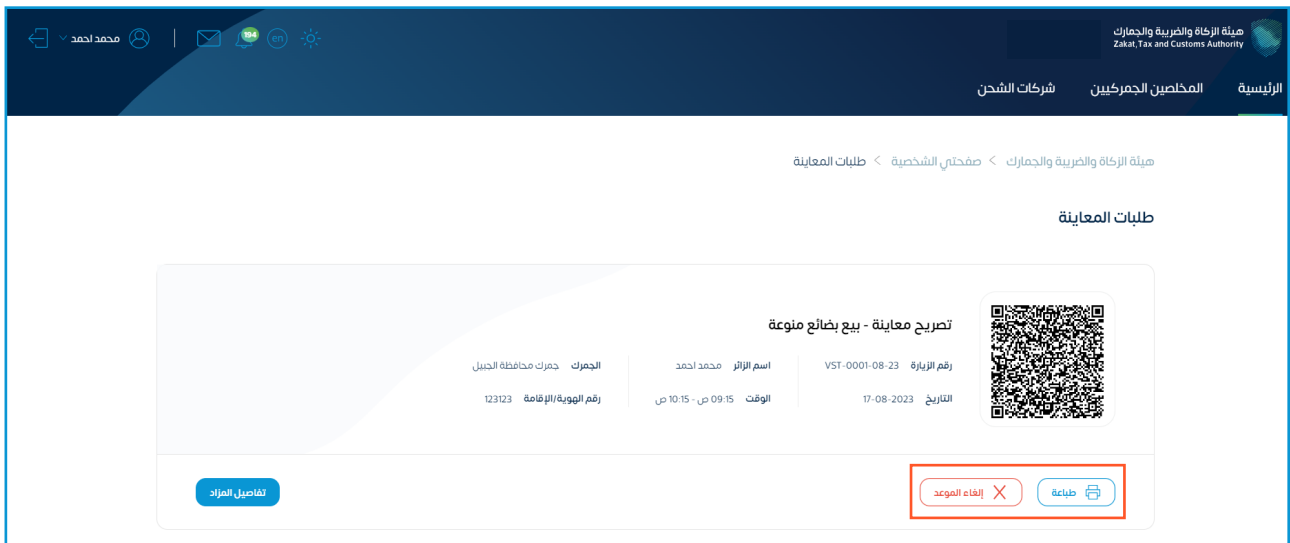 هيئة الزكاة والضريبة والجمارك
Zakat, Tax and Customs Authority
en
194
محمد احمد
الرئيسية
المخلصين الجمركيين
شركات الشحن
هيئة الزكاة والضريبة والجمارك > صفحتي الشخصية > طلبات المعاينة
طلبات المعاينة
تصريح معاينة - بيع بضائع منوعة
رقم الزيارة VST-0001-08-23 اسم الزائر محمد احمد الجمرك جمرك محافظة الجبيل
التاريخ 17-08-2023 الوقت 09:15 ص - 10:15 ص رقم الهوية/الإقامة 123123
طباعة
إلغاء الموعد
تفاصيل المزاد